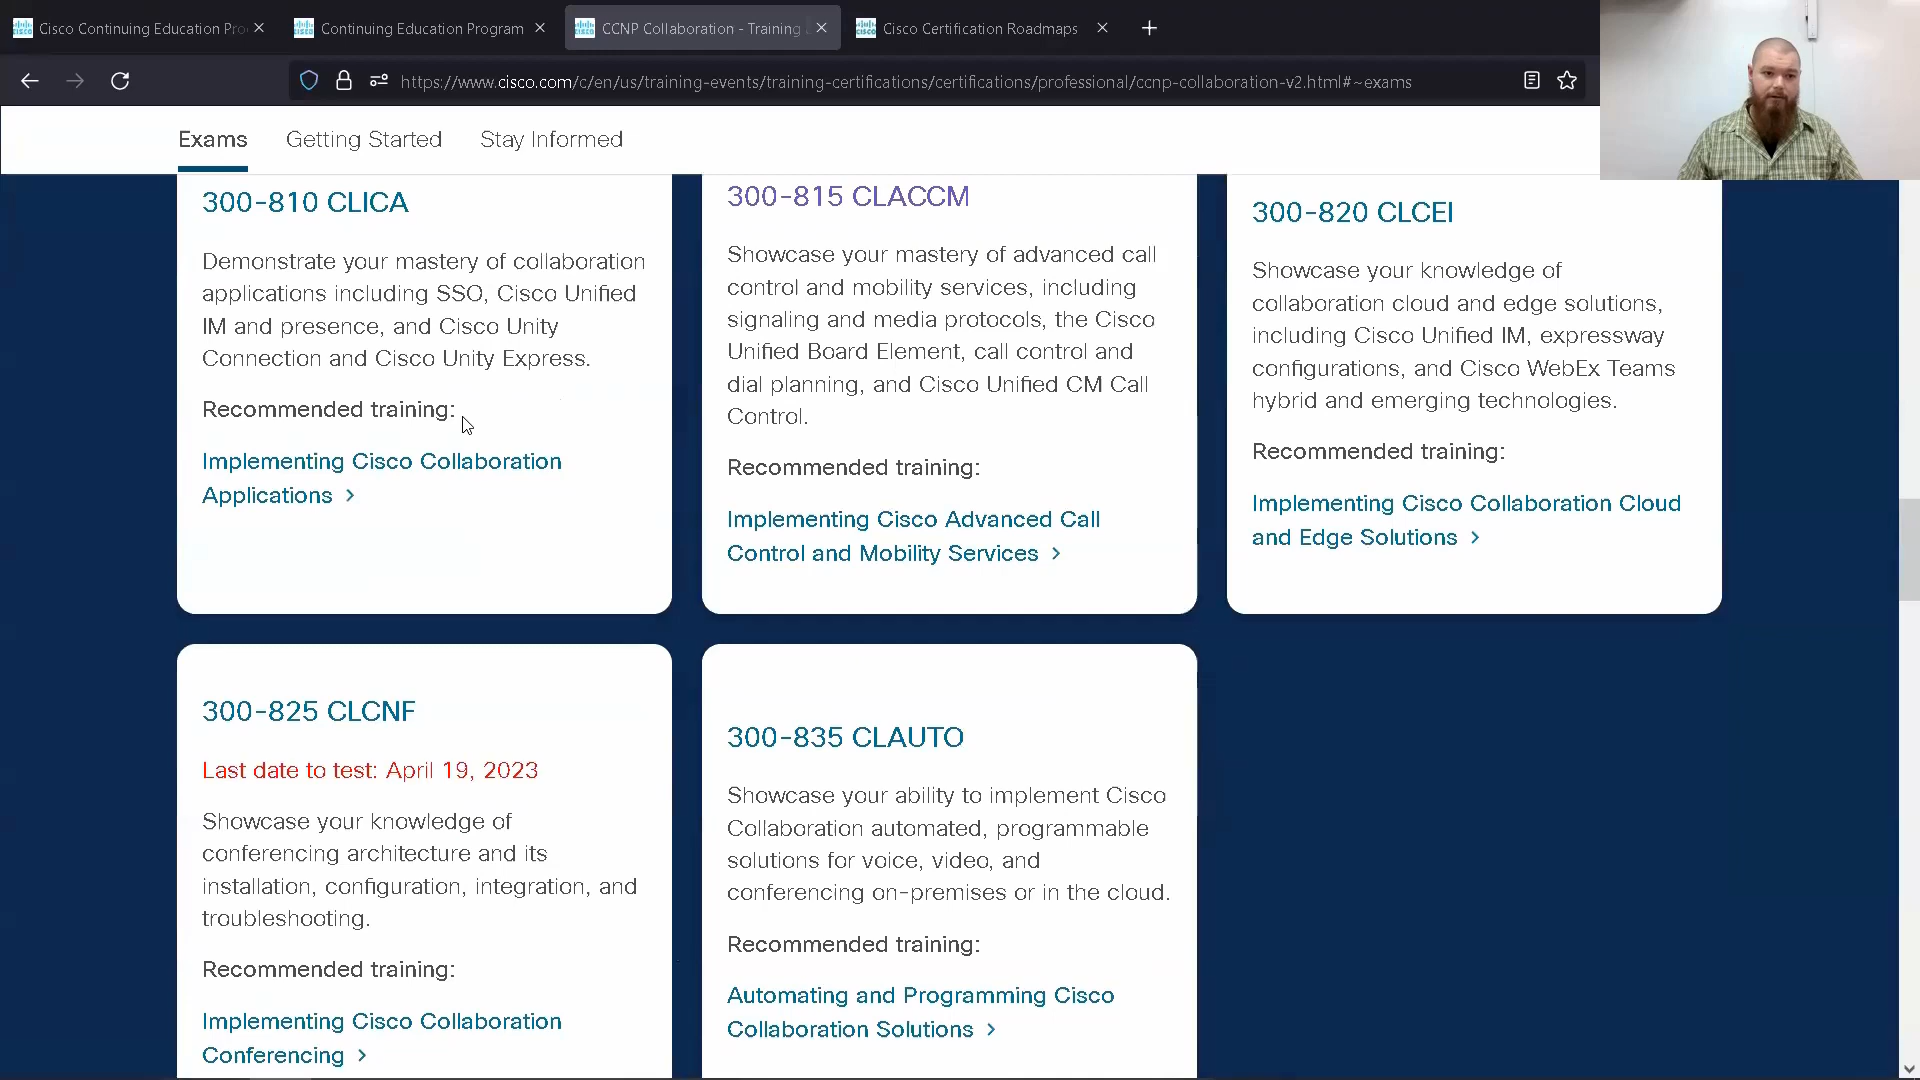 Cisco Continuing Education Pro
Continuing Education Program
CCNP Collaboration - Training
Cisco Certification Roadmaps
https://www.cisco.com/c/en/us/training-events/training-certifications/certifications/professional/ccnp-collaboration-v2.html#~exams
Exams
Getting Started
Stay Informed
300-810 CLICA
Demonstrate your mastery of collaboration
applications including SSO, Cisco Unified
IM and presence, and Cisco Unity
Connection and Cisco Unity Express.
Recommended training:
Implementing Cisco Collaboration
Applications >
300-815 CLACCM
Showcase your mastery of advanced call
control and mobility services, including
signaling and media protocols, the Cisco
Unified Board Element, call control and
dial planning, and Cisco Unified CM Call
Control.
Recommended training:
Implementing Cisco Advanced Call
Control and Mobility Services >
300-820 CLCEI
Showcase your knowledge of
collaboration cloud and edge solutions,
including Cisco Unified IM, expressway
configurations, and Cisco WebEx Teams
hybrid and emerging technologies.
Recommended training:
Implementing Cisco Collaboration Cloud
and Edge Solutions >
300-825 CLCNF
Last date to test: April 19, 2023
Showcase your knowledge of
conferencing architecture and its
installation, configuration, integration, and
troubleshooting.
Recommended training:
Implementing Cisco Collaboration
Conferencing >
300-835 CLAUTO
Showcase your ability to implement Cisco
Collaboration automated, programmable
solutions for voice, video, and
conferencing on-premises or in the cloud.
Recommended training:
Automating and Programming Cisco
Collaboration Solutions >